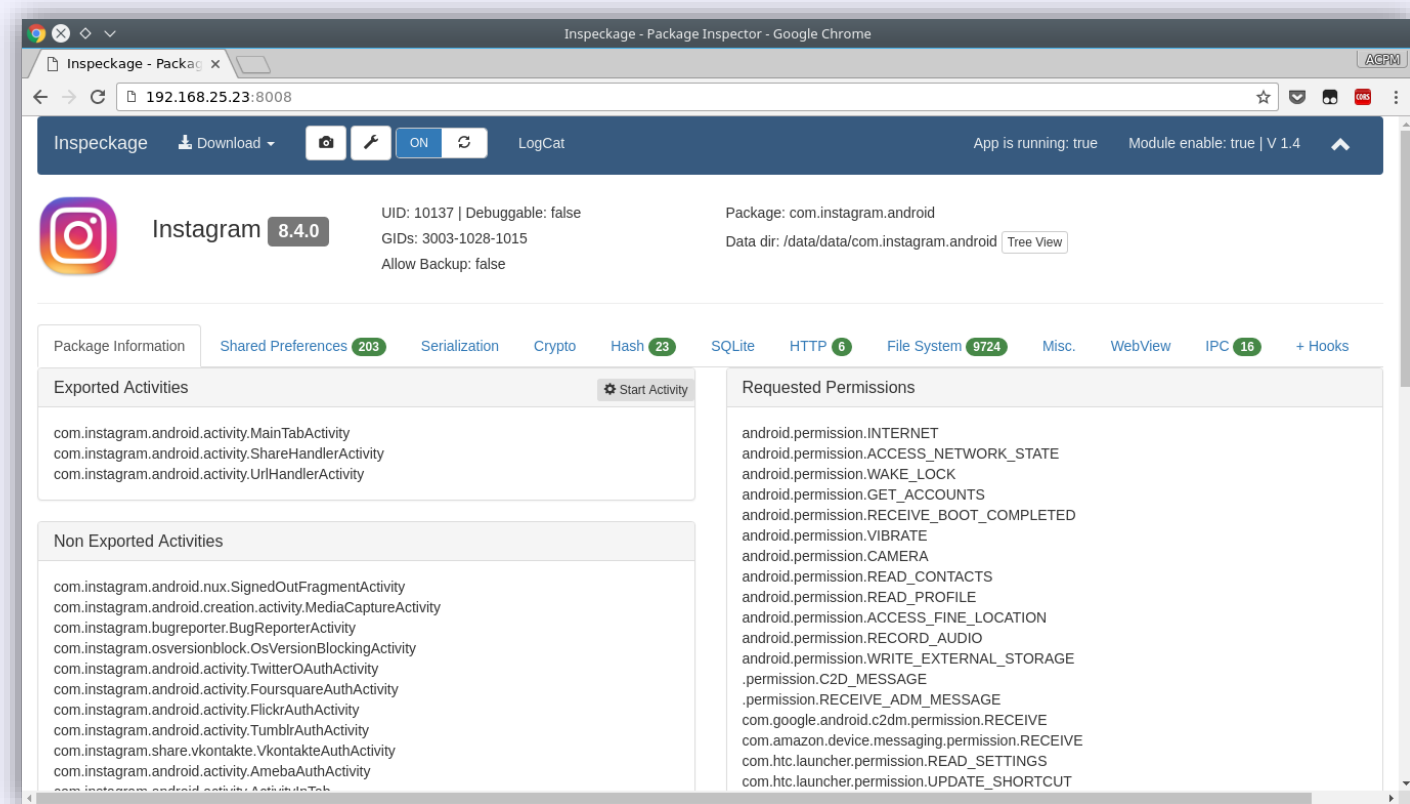 Inspeckage - Package Inspector - Google Chrome
Inspeckage - Packag
ACPM
192.168.25.23:8008
CORS
Inspeckage Download ON LogCat App is running: true Module enable: true | V 1.4
Instagram 8.4.0
UID: 10137 | Debuggable: false
GIDs: 3003-1028-1015
Allow Backup: false
Package: com.instagram.android
Data dir: /data/data/com.instagram.android Tree View
Package Information Shared Preferences 203 Serialization Crypto Hash 23 SQLite HTTP 6 File System 9724 Misc. WebView IPC 16 + Hooks
Exported Activities Start Activity
com.instagram.android.activity.MainTabActivity
com.instagram.android.activity.ShareHandlerActivity
com.instagram.android.activity.UrlHandlerActivity
Non Exported Activities
com.instagram.android.nux.SignedOutFragmentActivity
com.instagram.android.creation.activity.MediaCaptureActivity
com.instagram.bugreporter.BugReporterActivity
com.instagram.osversionblock.OsVersionBlockingActivity
com.instagram.android.activity.TwitterOAuthActivity
com.instagram.android.activity.FoursquareAuthActivity
com.instagram.android.activity.FlickrAuthActivity
com.instagram.android.activity.TumblrAuthActivity
com.instagram.share.vkontakte.VkontakteAuthActivity
com.instagram.android.activity.AmebaAuthActivity
com.instagram.android.activity.ActivityInTab
Requested Permissions
android.permission.INTERNET
android.permission.ACCESS_NETWORK_STATE
android.permission.WAKE_LOCK
android.permission.GET_ACCOUNTS
android.permission.RECEIVE_BOOT_COMPLETED
android.permission.VIBRATE
android.permission.CAMERA
android.permission.READ_CONTACTS
android.permission.READ_PROFILE
android.permission.ACCESS_FINE_LOCATION
android.permission.RECORD_AUDIO
android.permission.WRITE_EXTERNAL_STORAGE
.permission.C2D_MESSAGE
.permission.RECEIVE_ADM_MESSAGE
com.google.android.c2dm.permission.RECEIVE
com.amazon.device.messaging.permission.RECEIVE
com.htc.launcher.permission.READ_SETTINGS
com.htc.launcher.permission.UPDATE_SHORTCUT